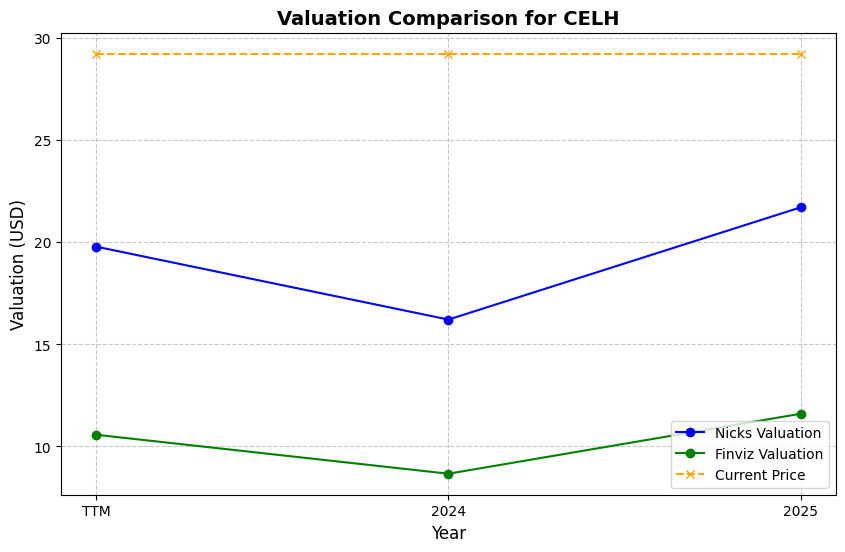 Valuation Comparison for CELH
30
25
20
15
10
Valuation (USD)
TTM
2024
2025
Year
Nicks Valuation
Finviz Valuation
Current Price